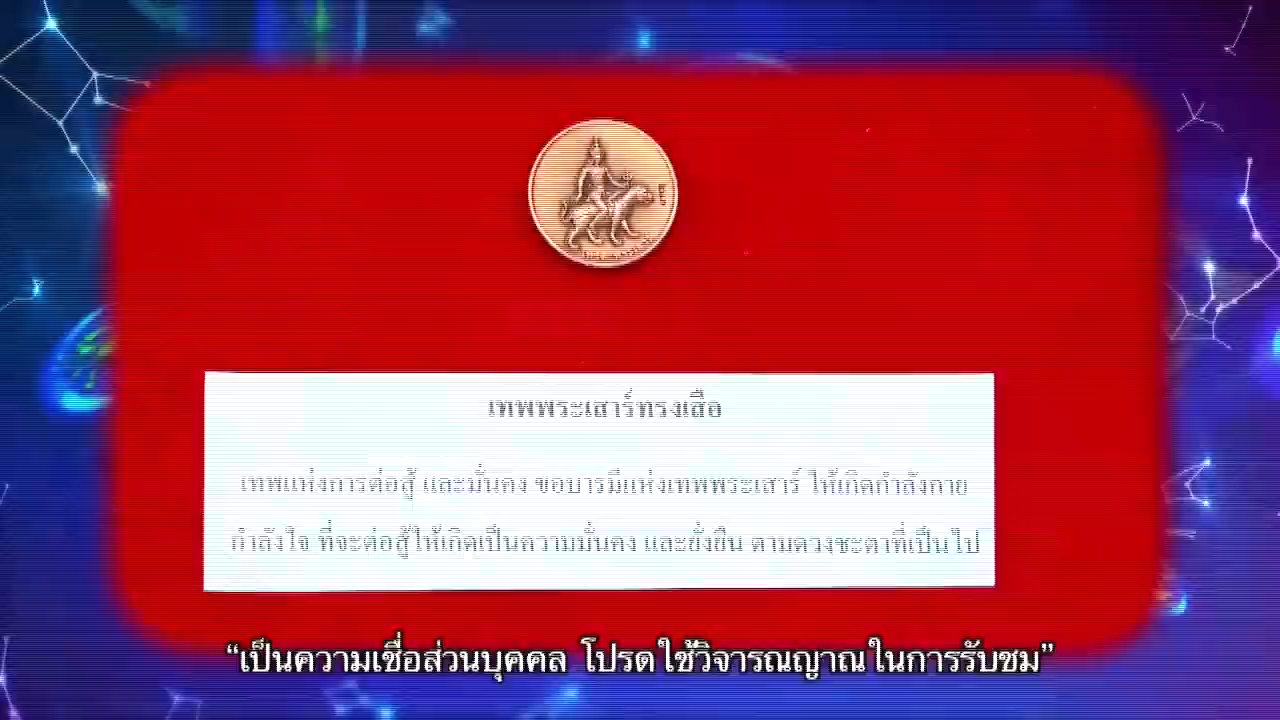 เทพพระเสาร์ทรงเสือ
เทพแห่งการต่อสู้ และมั่นคง ขอบารมีแห่งเทพพระเสาร์ ให้เกิดกำลังกาย
กำลังใจ ที่จะต่อสู้ให้เกิดเป็นความมั่นคง และยั่งยืน ตามดวงชะตาที่เป็นไป
“เป็นความเชื่อส่วนบุคคล โปรดใช้วิจารณญาณในการรับชม”